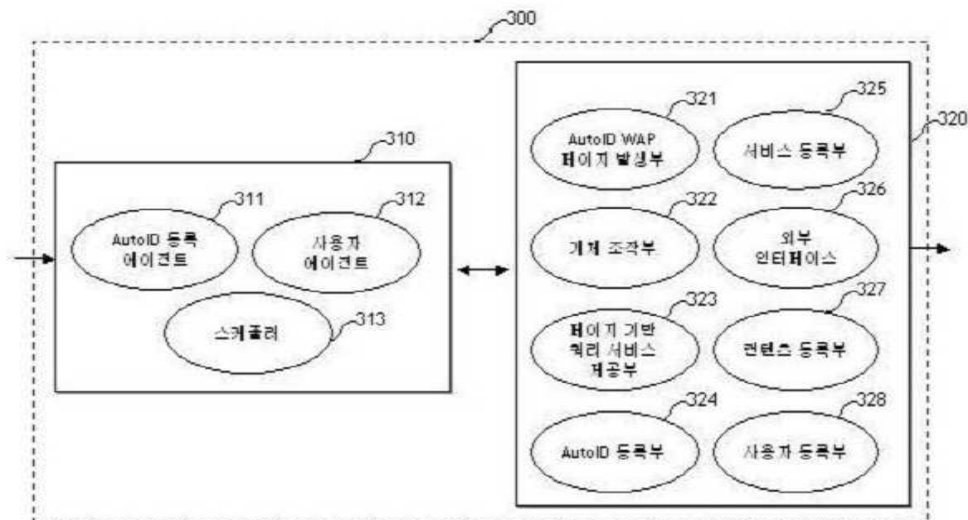 300
310
311
AutoID 등록
에이전트
312
사용자
에이전트
313
스케줄러
320
321
AutoID WAP
페이지 발생부
322
개체 조작부
323
페이지 기반
쿼리 서비스
제공부
324
AutoID 등록부
325
서비스 등록부
326
외부
인터페이스
327
컨텐츠 등록부
328
사용자 등록부